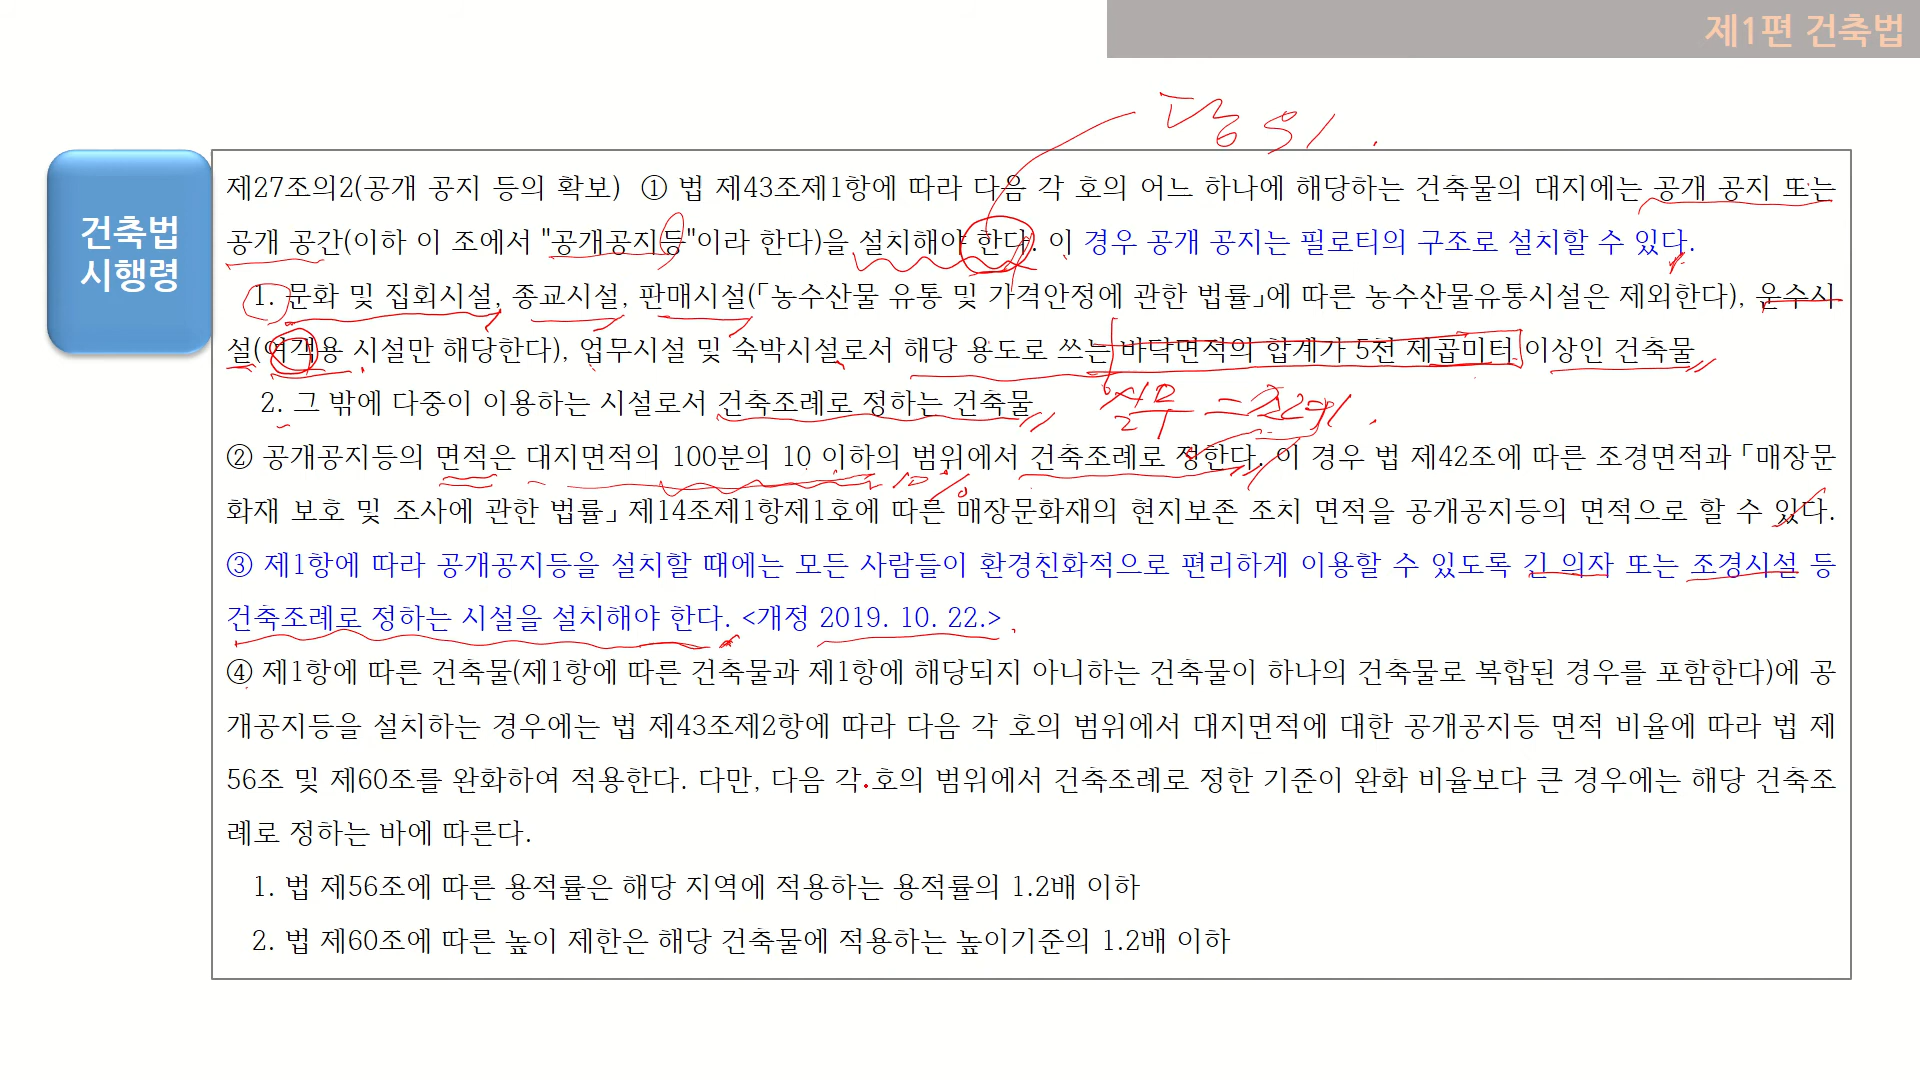 제1편 건축법
당위.
건축법
시행령
제27조의2(공개 공지 등의 확보) ① 법 제43조제1항에 따라 다음 각 호의 어느 하나에 해당하는 건축물의 대지에는 공개 공지 또는
공개 공간(이하 이 조에서 "공개공지등"이라 한다)을 설치해야 한다. 이 경우 공개 공지는 필로티의 구조로 설치할 수 있다.
1. 문화 및 집회시설, 종교시설, 판매시설(「농수산물 유통 및 가격안정에 관한 법률」에 따른 농수산물유통시설은 제외한다), 운수시
설(여객용 시설만 해당한다), 업무시설 및 숙박시설로서 해당 용도로 쓰는 바닥면적의 합계가 5천 제곱미터 이상인 건축물
2. 그 밖에 다중이 이용하는 시설로서 건축조례로 정하는 건축물
② 공개공지등의 면적은 대지면적의 100분의 10 이하의 범위에서 건축조례로 정한다. 이 경우 법 제42조에 따른 조경면적과 「매장문
10%
화재 보호 및 조사에 관한 법률」 제14조제1항제1호에 따른 매장문화재의 현지보존 조치 면적을 공개공지등의 면적으로 할 수 있다.
③ 제1항에 따라 공개공지등을 설치할 때에는 모든 사람들이 환경친화적으로 편리하게 이용할 수 있도록 긴 의자 또는 조경시설 등
건축조례로 정하는 시설을 설치해야 한다. <개정 2019. 10. 22.>
④ 제1항에 따른 건축물(제1항에 따른 건축물과 제1항에 해당되지 아니하는 건축물이 하나의 건축물로 복합된 경우를 포함한다)에 공
개공지등을 설치하는 경우에는 법 제43조제2항에 따라 다음 각 호의 범위에서 대지면적에 대한 공개공지등 면적 비율에 따라 법 제
56조 및 제60조를 완화하여 적용한다. 다만, 다음 각 호의 범위에서 건축조례로 정한 기준이 완화 비율보다 큰 경우에는 해당 건축조
례로 정하는 바에 따른다.
1. 법 제56조에 따른 용적률은 해당 지역에 적용하는 용적률의 1.2배 이하
2. 법 제60조에 따른 높이 제한은 해당 건축물에 적용하는 높이기준의 1.2배 이하